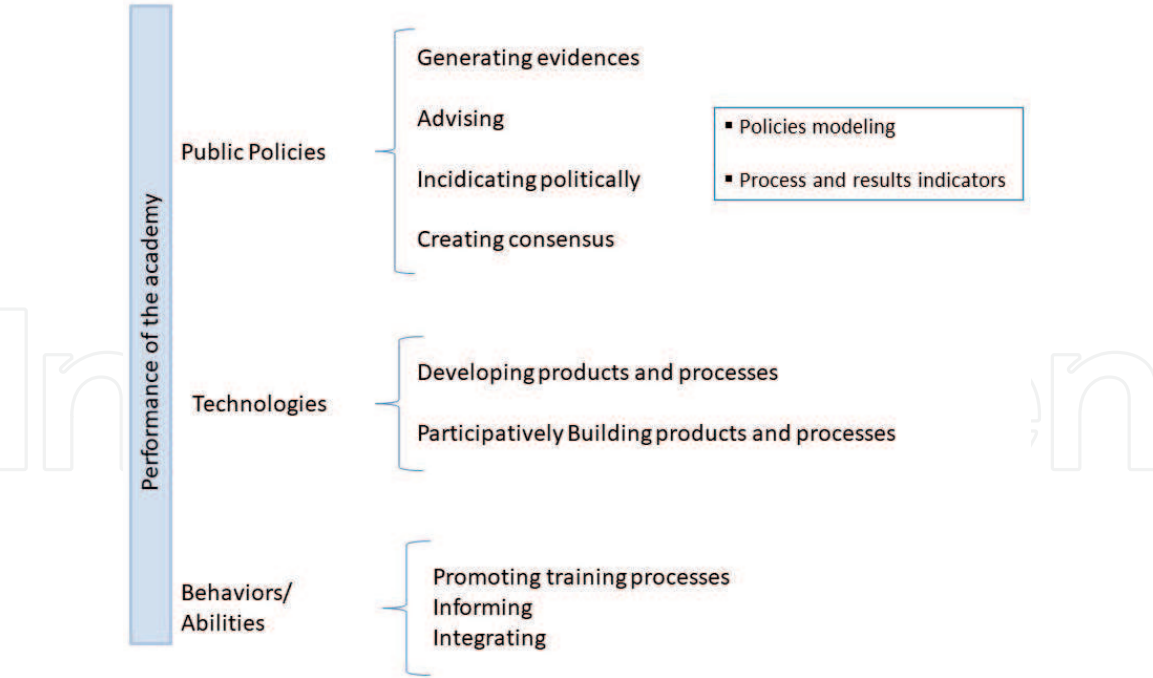 Performance of the academy
Public Policies
Generating evidences
Advising
Incidicating politically
Creating consensus
▪ Policies modeling
▪ Process and results indicators
Technologies
Developing products and processes
Participatively Building products and processes
Behaviors/
Abilities
Promoting training processes
Informing
Integrating